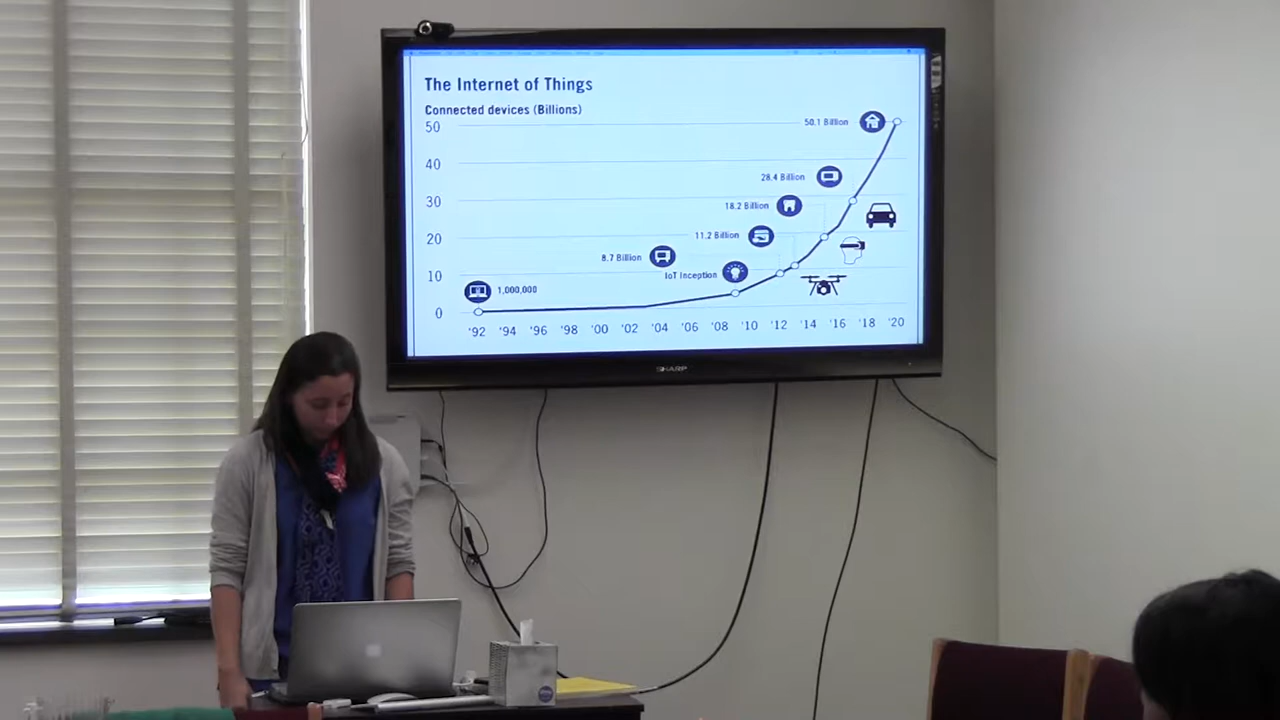 The Internet of Things
Connected devices (Billions)
50
50.1 Billion
40
28.4 Billion
30
18.2 Billion
20
11.2 Billion
8.7 Billion
10
IoT Inception
1,000,000
0
'92 '94 '96 '98 '00 '02 '04 '06 '08 '10 '12 '14 '16 '18 '20
SHARP